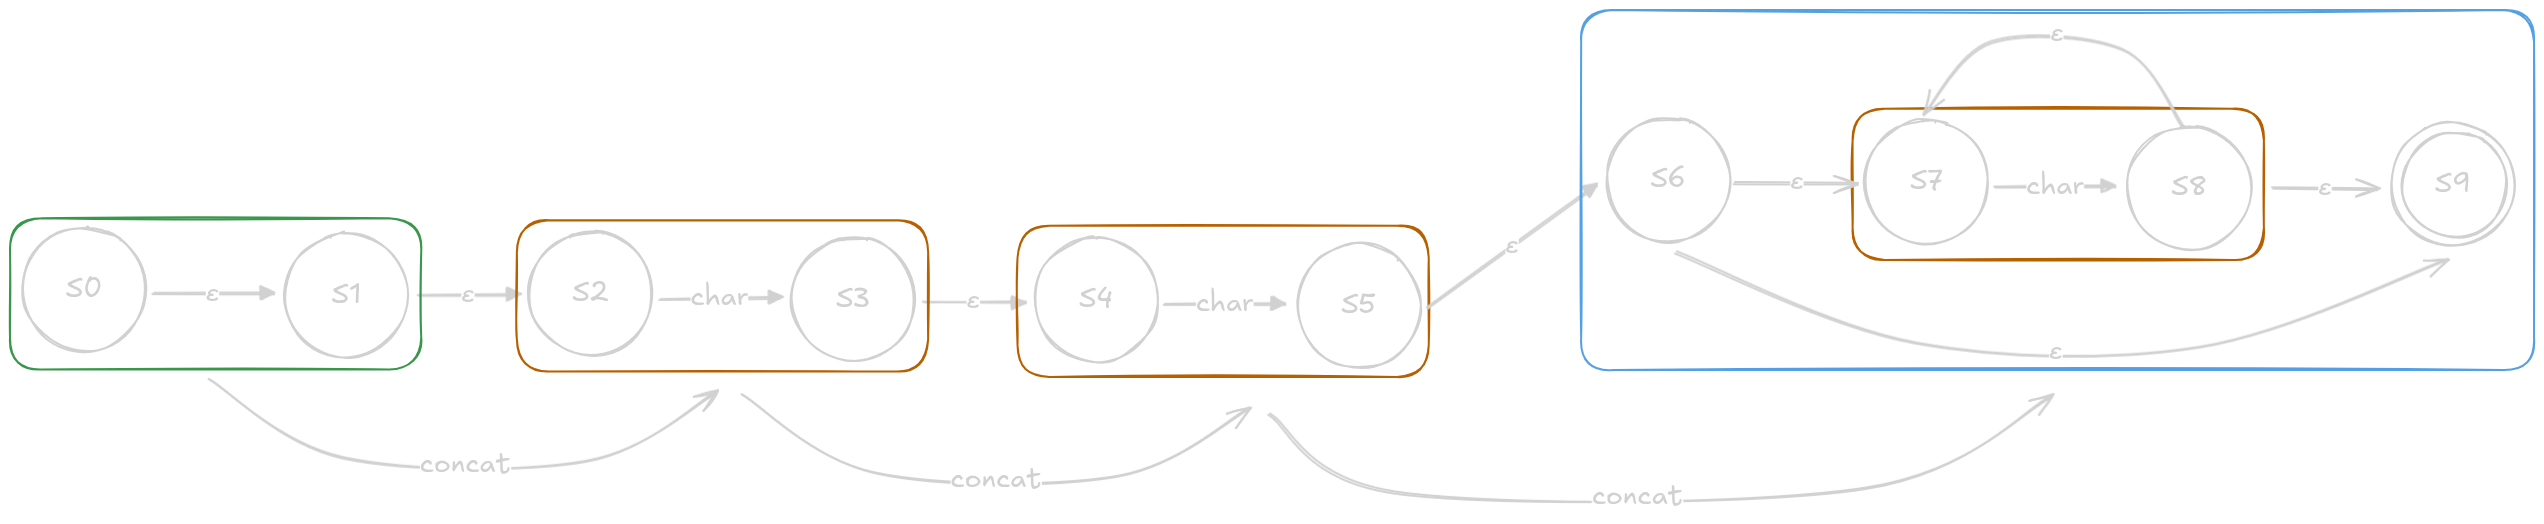 ε
S6
ε
S7
char
S8
ε
S9
ε
S0
ε
S1
ε
S2
char
S3
ε
S4
char
S5
ε
concat
concat
concat